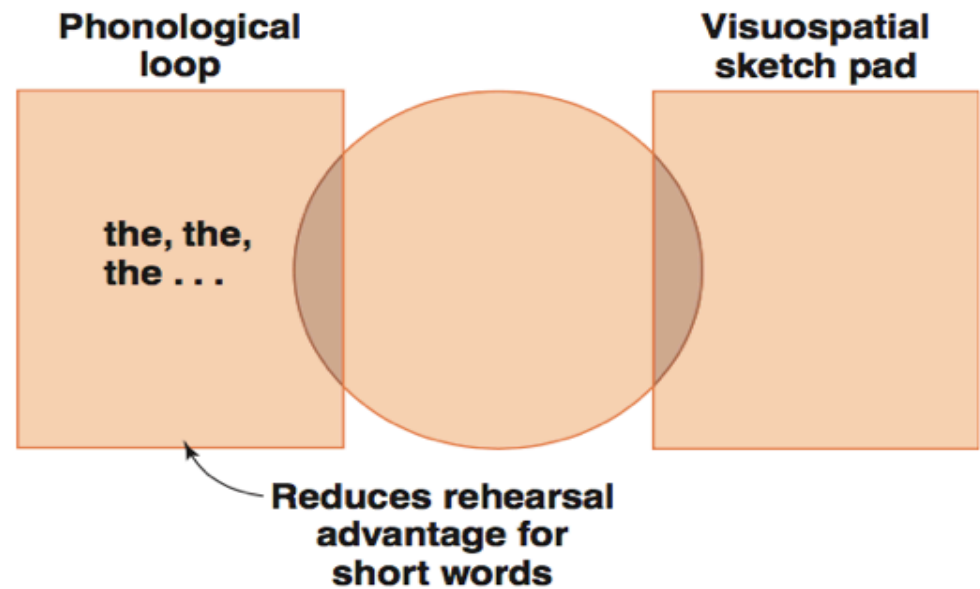 Phonological
loop
Visuospatial
sketch pad
the, the,
the . . .
Reduces rehearsal
advantage for
short words